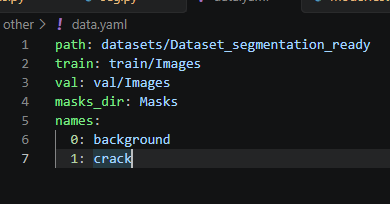 other > ! data.yaml
1 path: datasets/Dataset_segmentation_ready
2 train: train/Images
3 val: val/Images
4 masks_dir: Masks
5 names:
6 0: background
7 1: crack